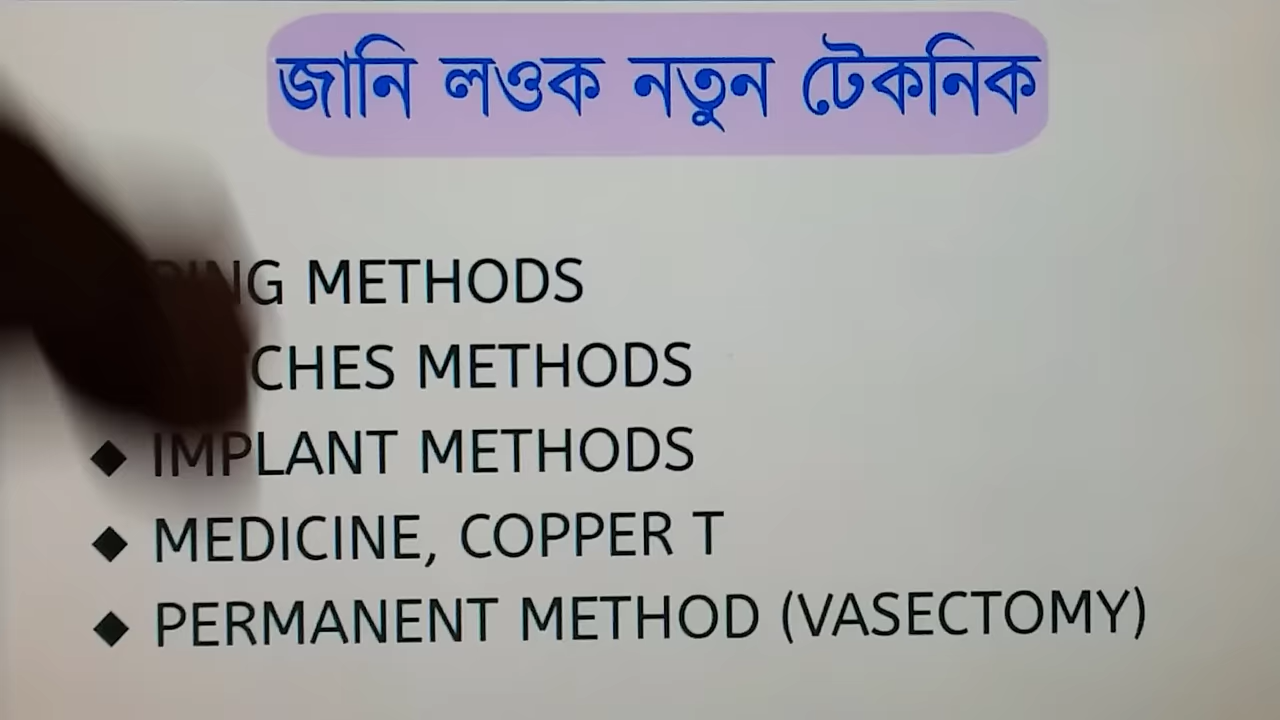 জানি লওক নতুন টেকনিক
METHODS
METHODS
◆ IMPLANT METHODS
◆ MEDICINE, COPPER T
◆ PERMANENT METHOD (VASECTOMY)